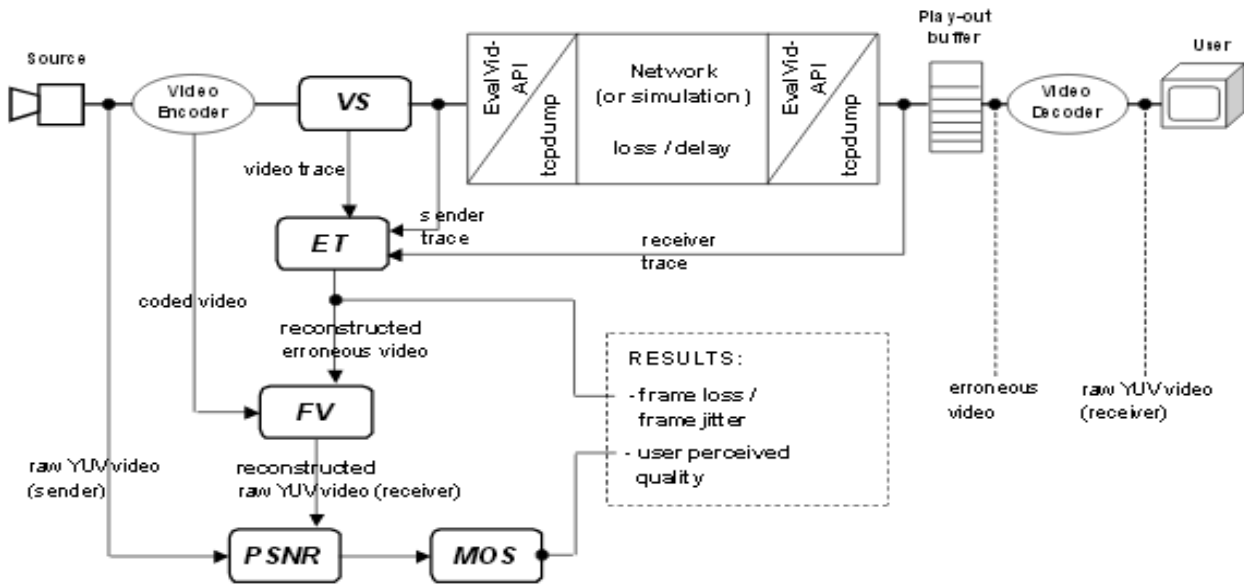 Source
Video
Encoder
VS
EvalVid-
API
tcpdump
Network
(or simulation)
loss / delay
EvalVid-
API
tcpdump
Play-out
buffer
Video
Decoder
User
video trace
sender
trace
receiver
trace
ET
coded video
reconstructed
erroneous video
RESULTS:
- frame loss /
frame jitter
- user perceived
quality
erroneous
video
raw YUV video
(receiver)
FV
raw YUV video
(sender)
reconstructed
raw YUV video (receiver)
PSNR
MOS